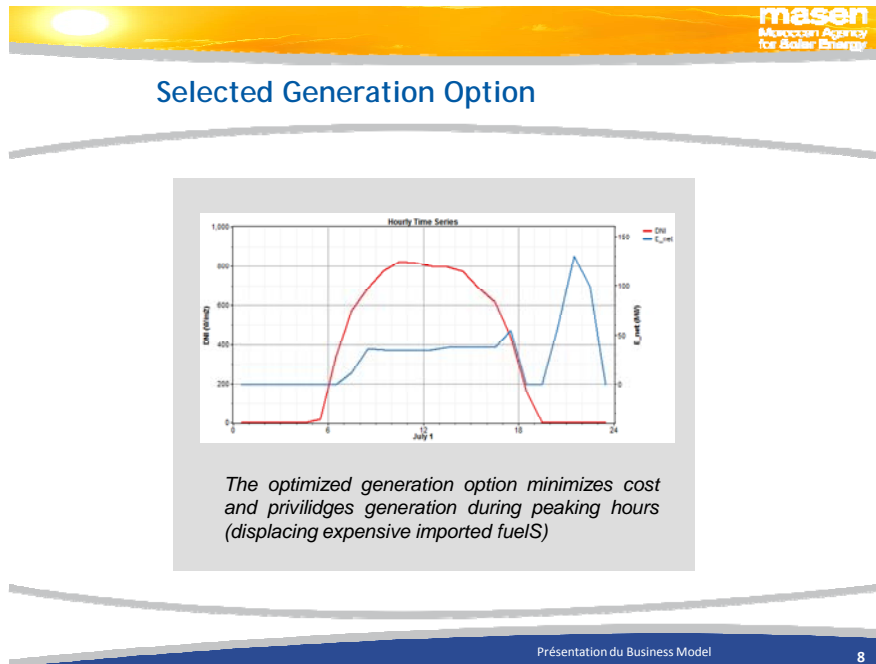 masen
Moroccan Agency
for Solar Energy
Selected Generation Option
Hourly Time Series
1,000
800
600
400
200
0
DNI (W/m2)
150
100
50
0
E_net (MW)
DNI
E_net
0
6
12
18
24
July 1
The optimized generation option minimizes cost
and privilidges generation during peaking hours
(displacing expensive imported fuelS)
Présentation du Business Model
8